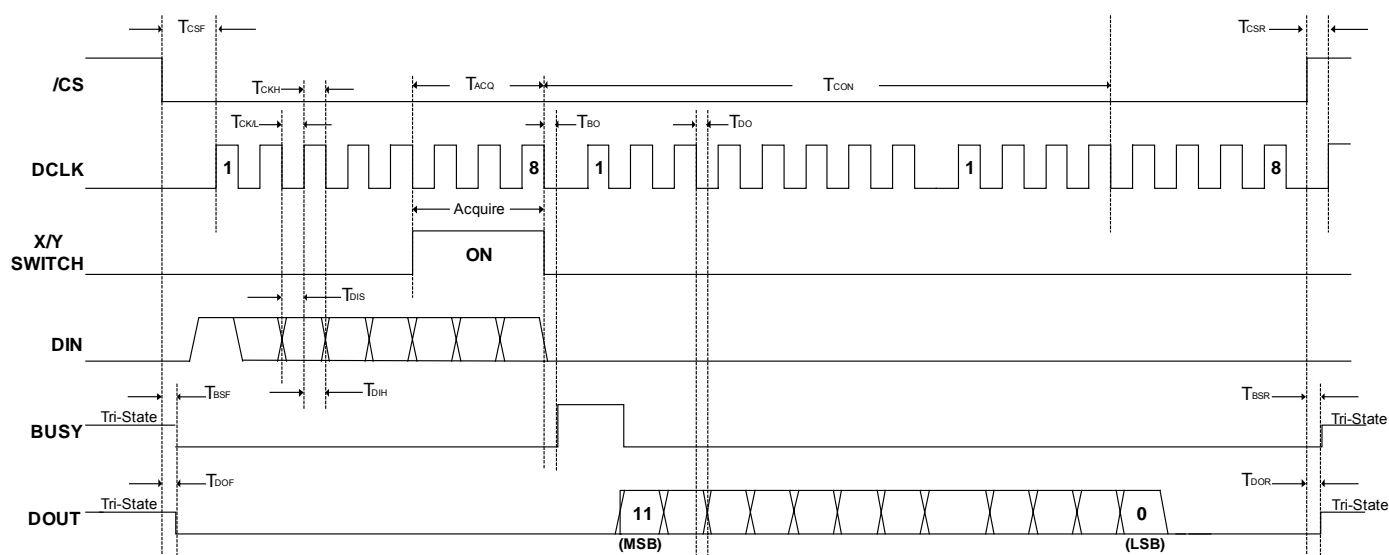 TCSF
TCSR
/CS
TCKH
TACQ
TCON
TCK/L
TBO
TDO
DCLK
1
8
1
1
8
Acquire
X/Y
SWITCH
ON
TDIS
DIN
TBSF
TDIH
TBSR
Tri-State
Tri-State
BUSY
TDOF
TDOR
Tri-State
Tri-State
DOUT
11
0
(MSB)
(LSB)